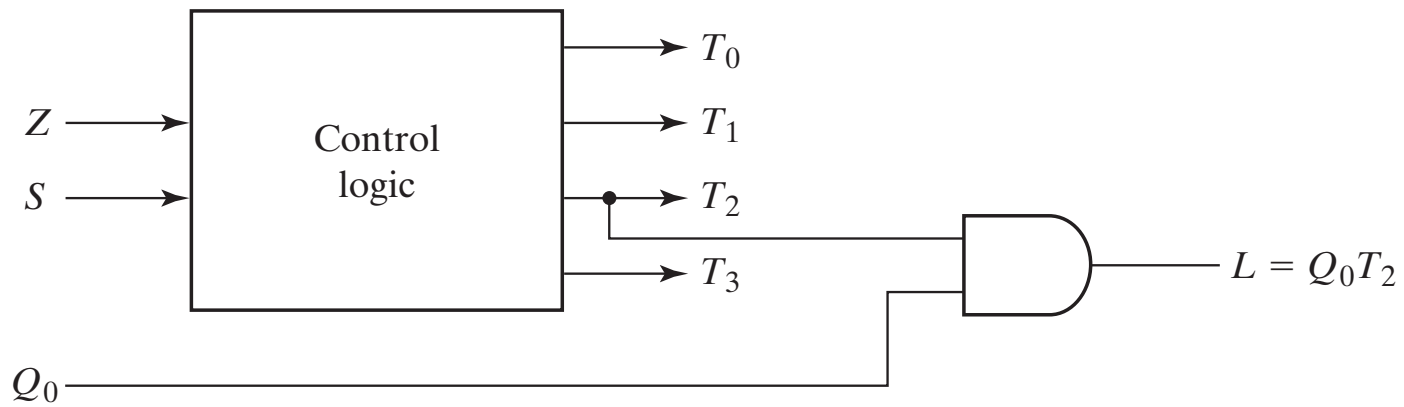 T₀
Z
T₁
Control
logic
S
T₂
T₃
L = Q₀T₂
Q₀